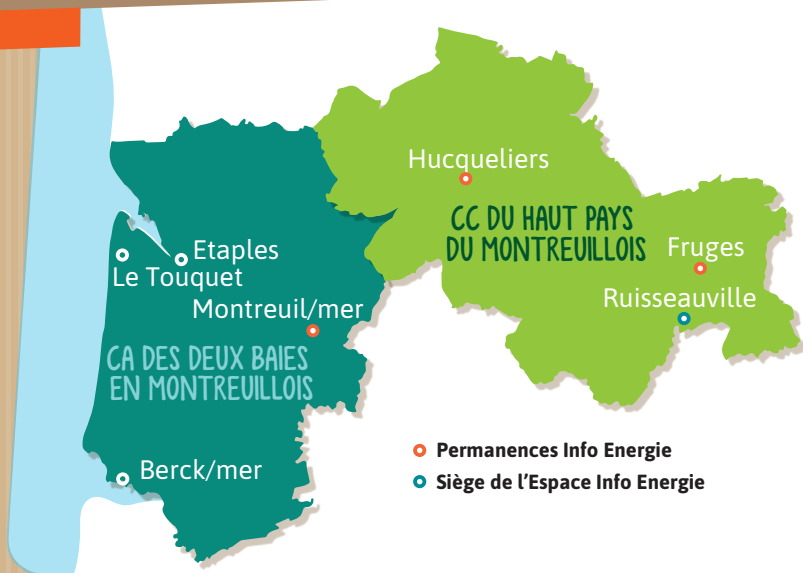 Hucqueliers
CC DU HAUT PAYS
DU MONTREUILLOIS
Fruges
Ruisseauville
Etaples
Le Touquet
Montreuil/mer
CA DES DEUX BAIES
EN MONTREUILLOIS
Berck/mer
Permanences Info Energie
Siège de l'Espace Info Energie